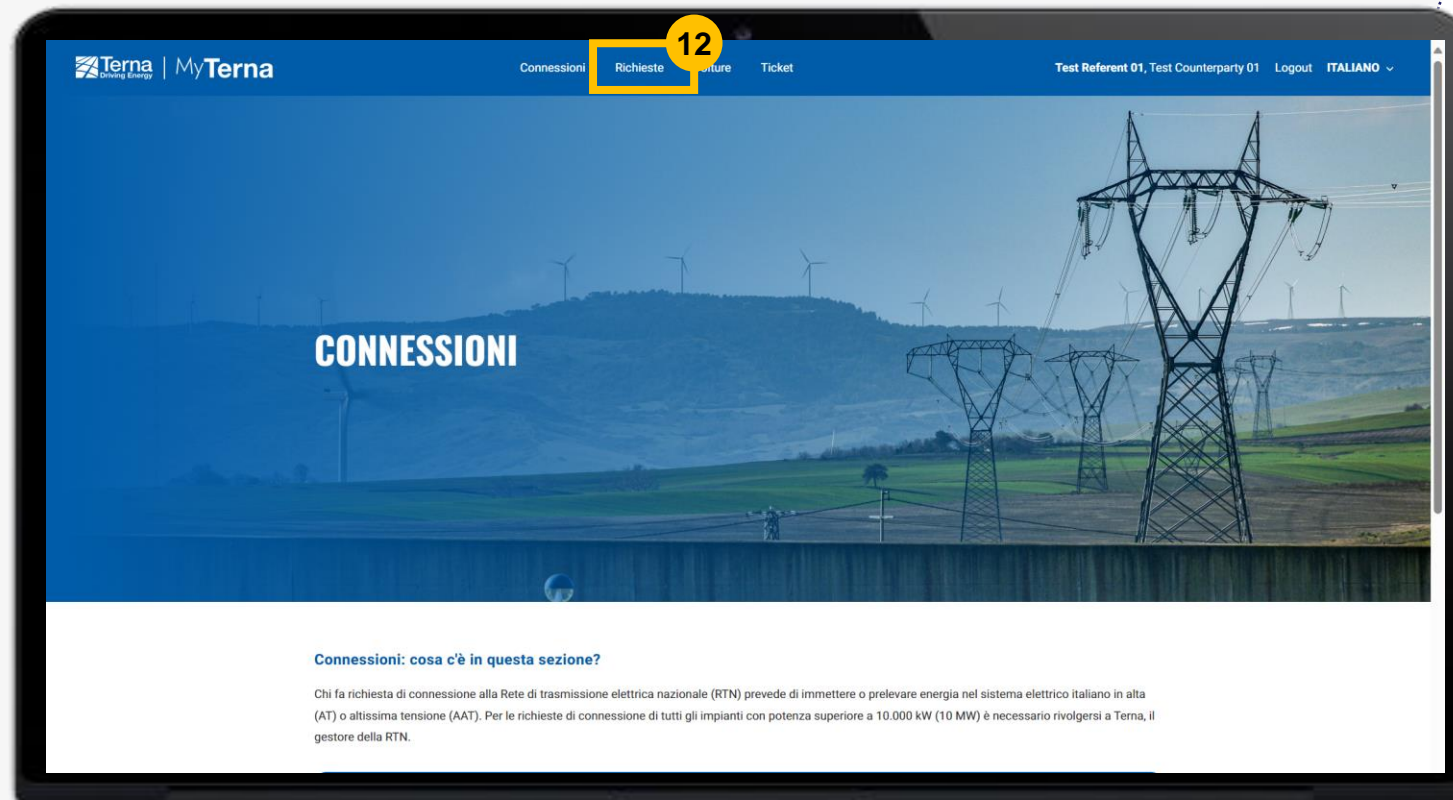 12
Terna
Driving Energy
MyTerna
Connessioni Richieste Ticket
Test Referent 01, Test Counterparty 01 Logout ITALIANO
CONNESSIONI
Connessioni: cosa c'è in questa sezione?
Chi fa richiesta di connessione alla Rete di trasmissione elettrica nazionale (RTN) prevede di immettere o prelevare energia nel sistema elettrico italiano in alta
(AT) o altissima tensione (AAT). Per le richieste di connessione di tutti gli impianti con potenza superiore a 10.000 kW (10 MW) è necessario rivolgersi a Terna, il
gestore della RTN.